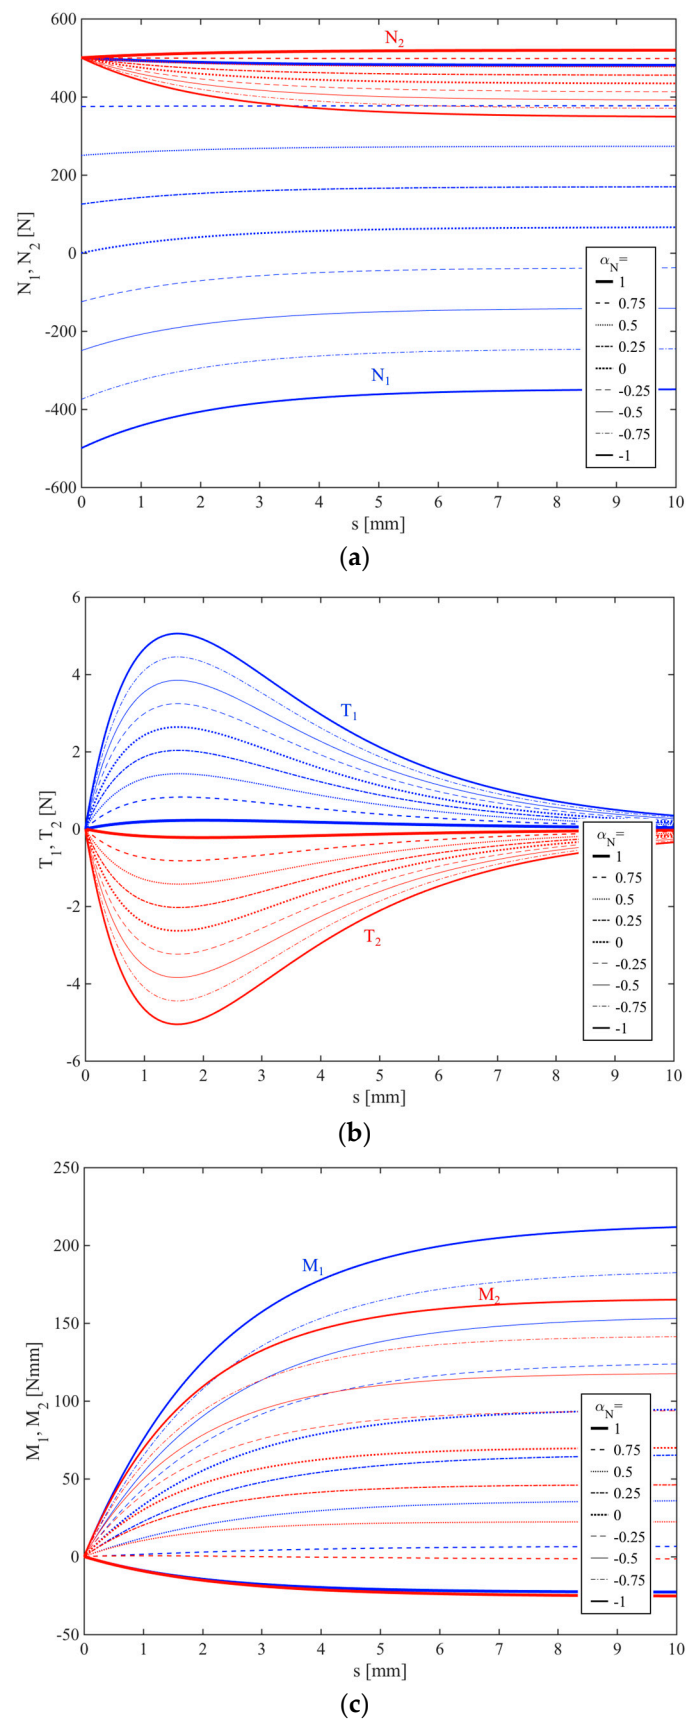 600
N₂
400
200
0
-200
-400
-600
N₁, N₂ [N]
N₁
α_N=
1
0.75
0.5
0.25
0
-0.25
-0.5
-0.75
-1
0 1 2 3 4 5 6 7 8 9 10
s [mm]
(a)
6
4
2
0
-2
-4
-6
T₁, T₂ [N]
T₁
T₂
α_N=
1
0.75
0.5
0.25
0
-0.25
-0.5
-0.75
-1
0 1 2 3 4 5 6 7 8 9 10
s [mm]
(b)
250
200
150
100
50
0
-50
M₁, M₂ [Nmm]
M₁
M₂
α_N=
1
0.75
0.5
0.25
0
-0.25
-0.5
-0.75
-1
0 1 2 3 4 5 6 7 8 9 10
s [mm]
(c)